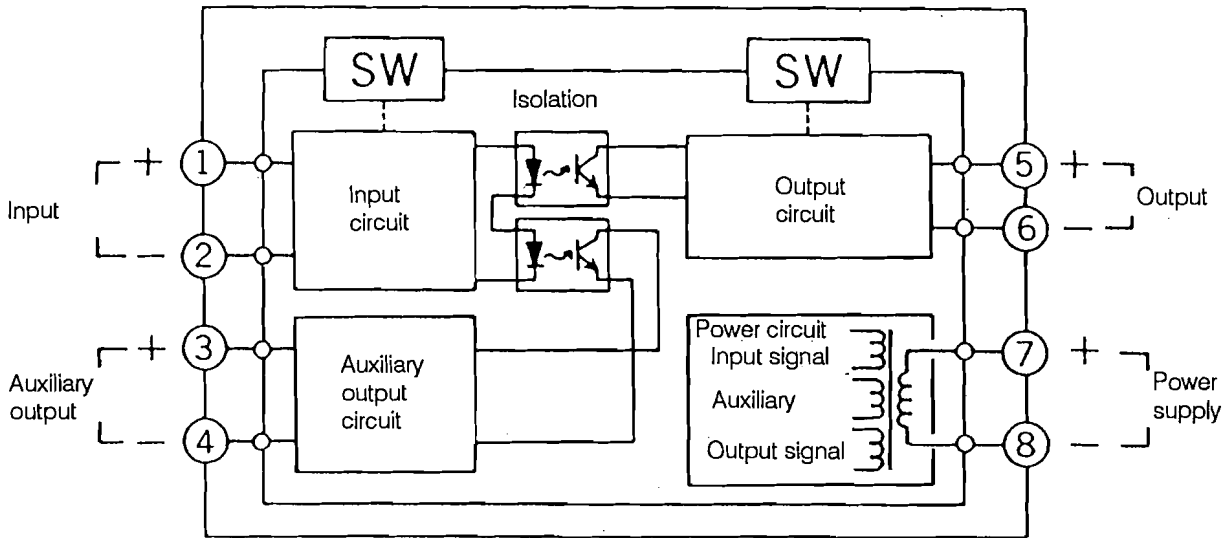 SW
SW
Isolation
Input
+
1
−
2
Input
circuit
Output
circuit
5
+
6
−
Output
Auxiliary
output
+
3
−
4
Auxiliary
output
circuit
Power circuit
Input signal
Auxiliary
Output signal
7
+
8
−
Power
supply